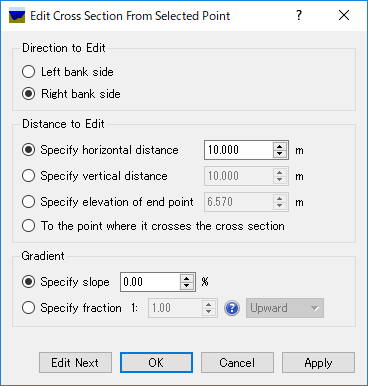 Edit Cross Section From Selected Point ? ×
Direction to Edit
Left bank side
Right bank side
Distance to Edit
Specify horizontal distance 10.000 m
Specify vertical distance 10.000 m
Specify elevation of end point 6.570 m
To the point where it crosses the cross section
Gradient
Specify slope 0.00 %
Specify fraction 1: 1.00 ? Upward
Edit Next OK Cancel Apply